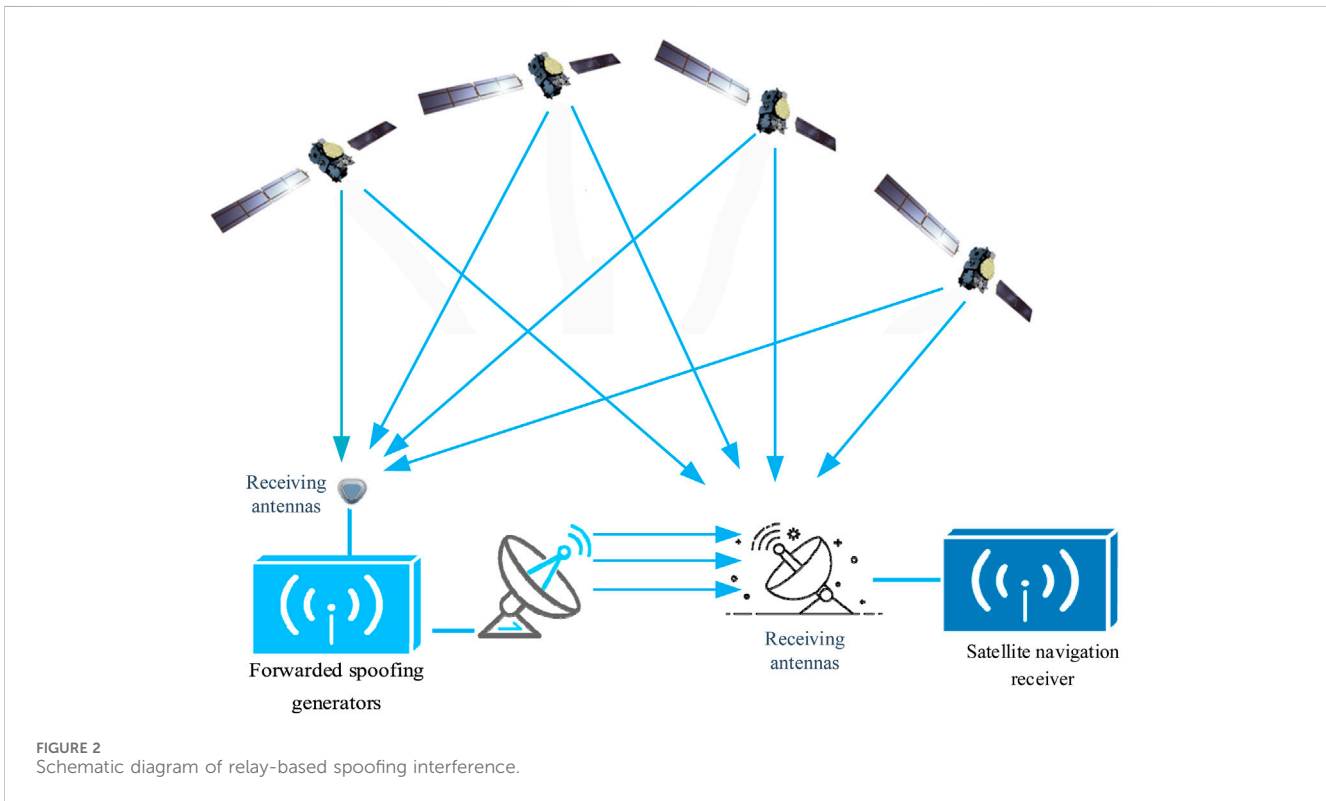 Receiving
antennas
Forwarded spoofing
generators
Receiving
antennas
Satellite navigation
receiver
FIGURE 2
Schematic diagram of relay-based spoofing interference.